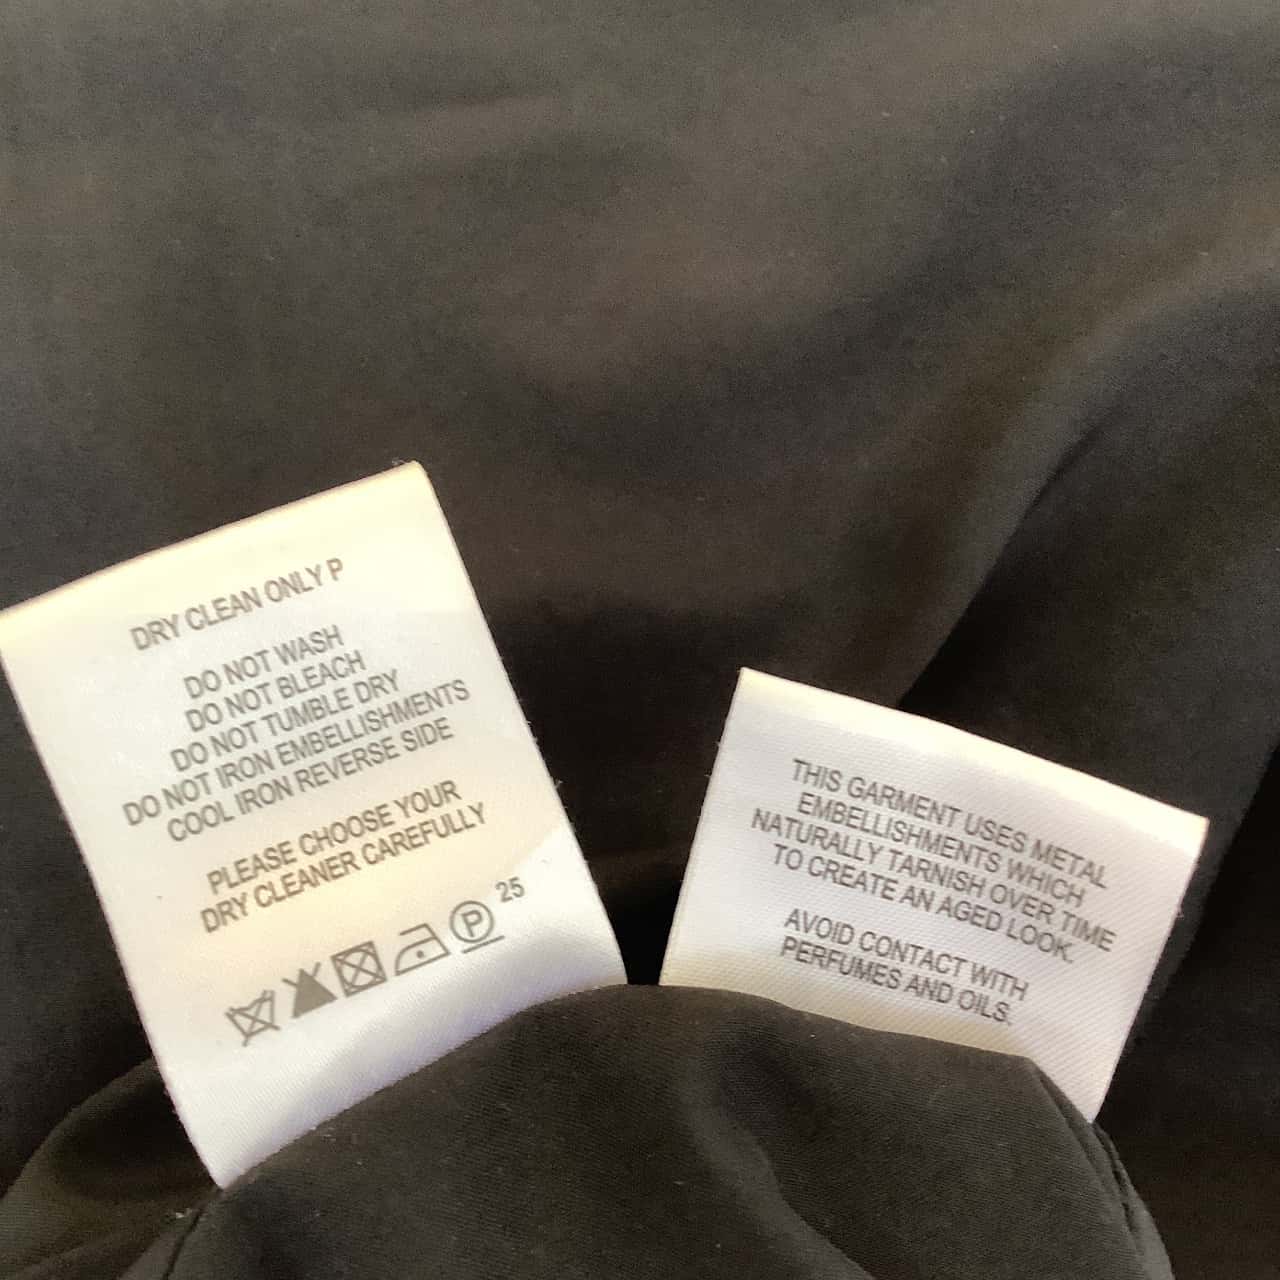 DRY CLEAN ONLY P
DO NOT WASH
DO NOT BLEACH
DO NOT TUMBLE DRY
DO NOT IRON EMBELLISHMENTS
COOL IRON REVERSE SIDE
PLEASE CHOOSE YOUR
DRY CLEANER CAREFULLY
P 25
THIS GARMENT USES METAL
EMBELLISHMENTS WHICH
NATURALLY TARNISH OVER TIME
TO CREATE AN AGED LOOK.
AVOID CONTACT WITH
PERFUMES AND OILS.